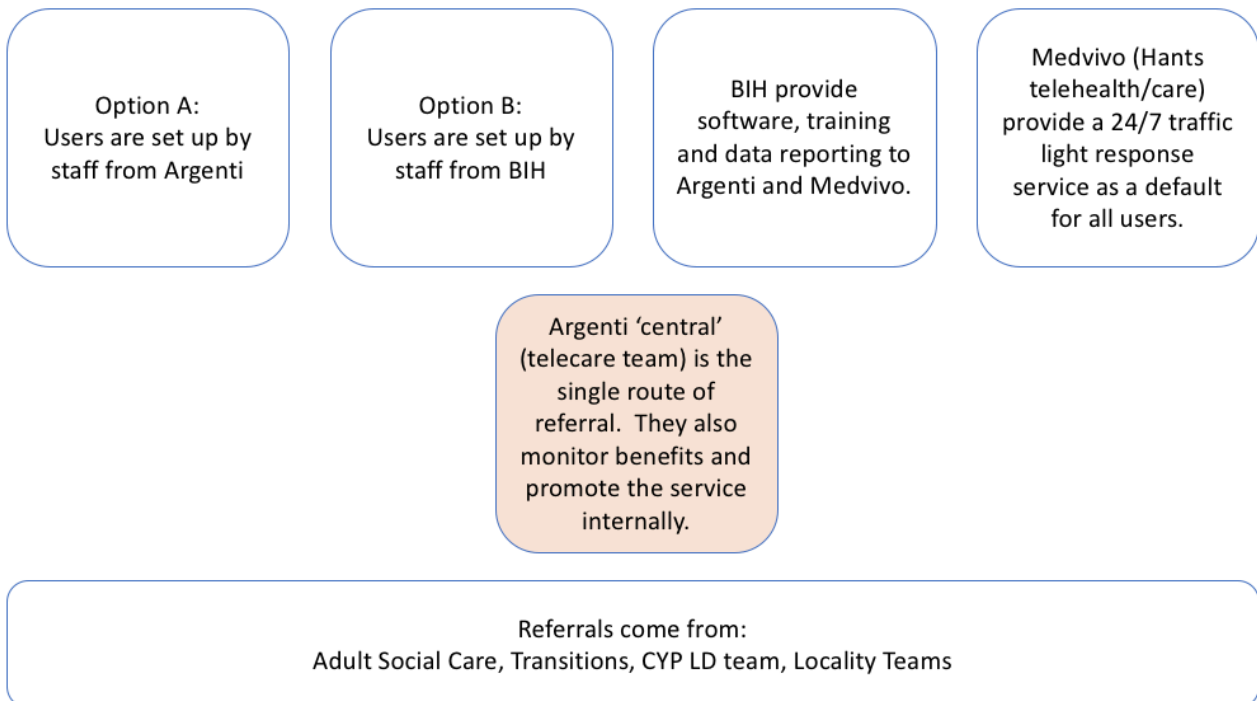 Option A:
Users are set up by
staff from Argenti
Option B:
Users are set up by
staff from BIH
BIH provide
software, training
and data reporting to
Argenti and Medvivo.
Medvivo (Hants
telehealth/care)
provide a 24/7 traffic
light response
service as a default
for all users.
Argenti ‘central’
(telecare team) is the
single route of
referral.  They also
monitor benefits and
promote the service
internally.
Referrals come from:
Adult Social Care, Transitions, CYP LD team, Locality Teams